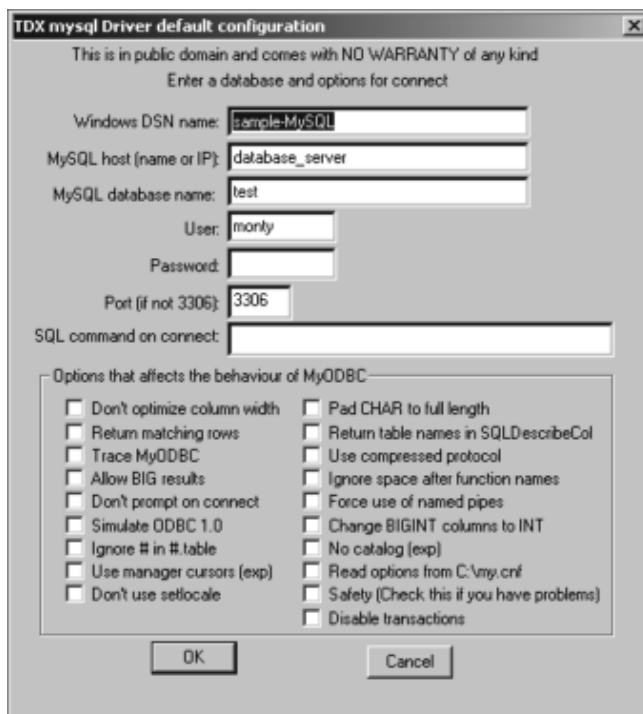 TDX mysql Driver default configuration
This is in public domain and comes with NO WARRANTY of any kind
Enter a database and options for connect
Windows DSN name: sample-MySQL
MySQL host (name or IP): database_server
MySQL database name: test
User: monty
Password:
Port (if not 3306): 3306
SQL command on connect:
Options that affects the behaviour of MyODBC
Don't optimize column width
Return matching rows
Trace MyODBC
Allow BIG results
Don't prompt on connect
Simulate ODBC 1.0
Ignore # in #.table
Use manager cursors (exp)
Don't use setlocale
Pad CHAR to full length
Return table names in SQLDescribeCol
Use compressed protocol
Ignore space after function names
Force use of named pipes
Change BIGINT columns to INT
No catalog (exp)
Read options from C:\my.cnf
Safety (Check this if you have problems)
Disable transactions
OK
Cancel